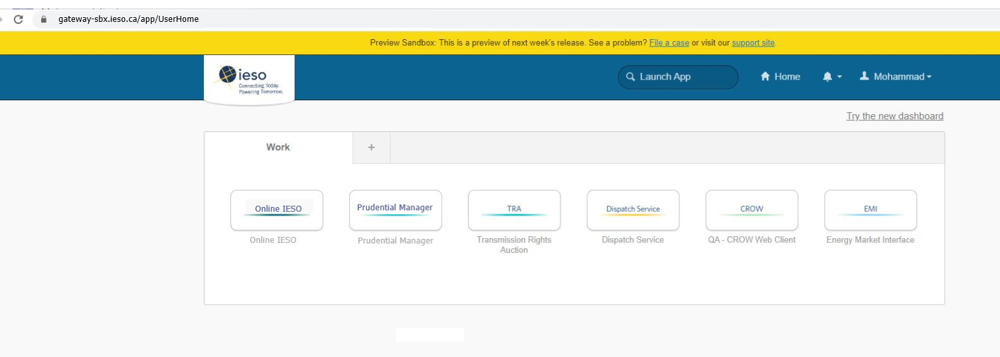 gateway-sbx.ieso.ca/app/UserHome
Preview Sandbox: This is a preview of next week's release. See a problem? File a case or visit our support site.
ieso
Connecting Today.
Powering Tomorrow.
Launch App
Home
Mohammad
Try the new dashboard
Work
+
Online IESO
Prudential Manager
TRA
Dispatch Service
CROW
EMI
Online IESO
Prudential Manager
Transmission Rights
Auction
Dispatch Service
QA - CROW Web Client
Energy Market Interface